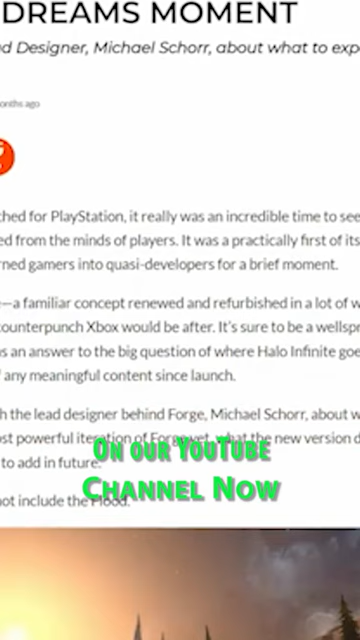 DREAMS MOMENT
d Designer, Michael Schorr, about what to exp
onths ago
hed for PlayStation, it really was an incredible time to see
ed from the minds of players. It was a practically first of its
rned gamers into quasi-developers for a brief moment.
—a familiar concept renewed and refurbished in a lot of w
ounterpunch Xbox would be after. It's sure to be a wellspr
s an answer to the big question of where Halo Infinite goe
any meaningful content since launch.
h the lead designer behind Forge, Michael Schorr, about w
ost powerful iteration of Forge yet, what the new version d
to add in future.
On our YouTube
Channel Now
not include the Flood.